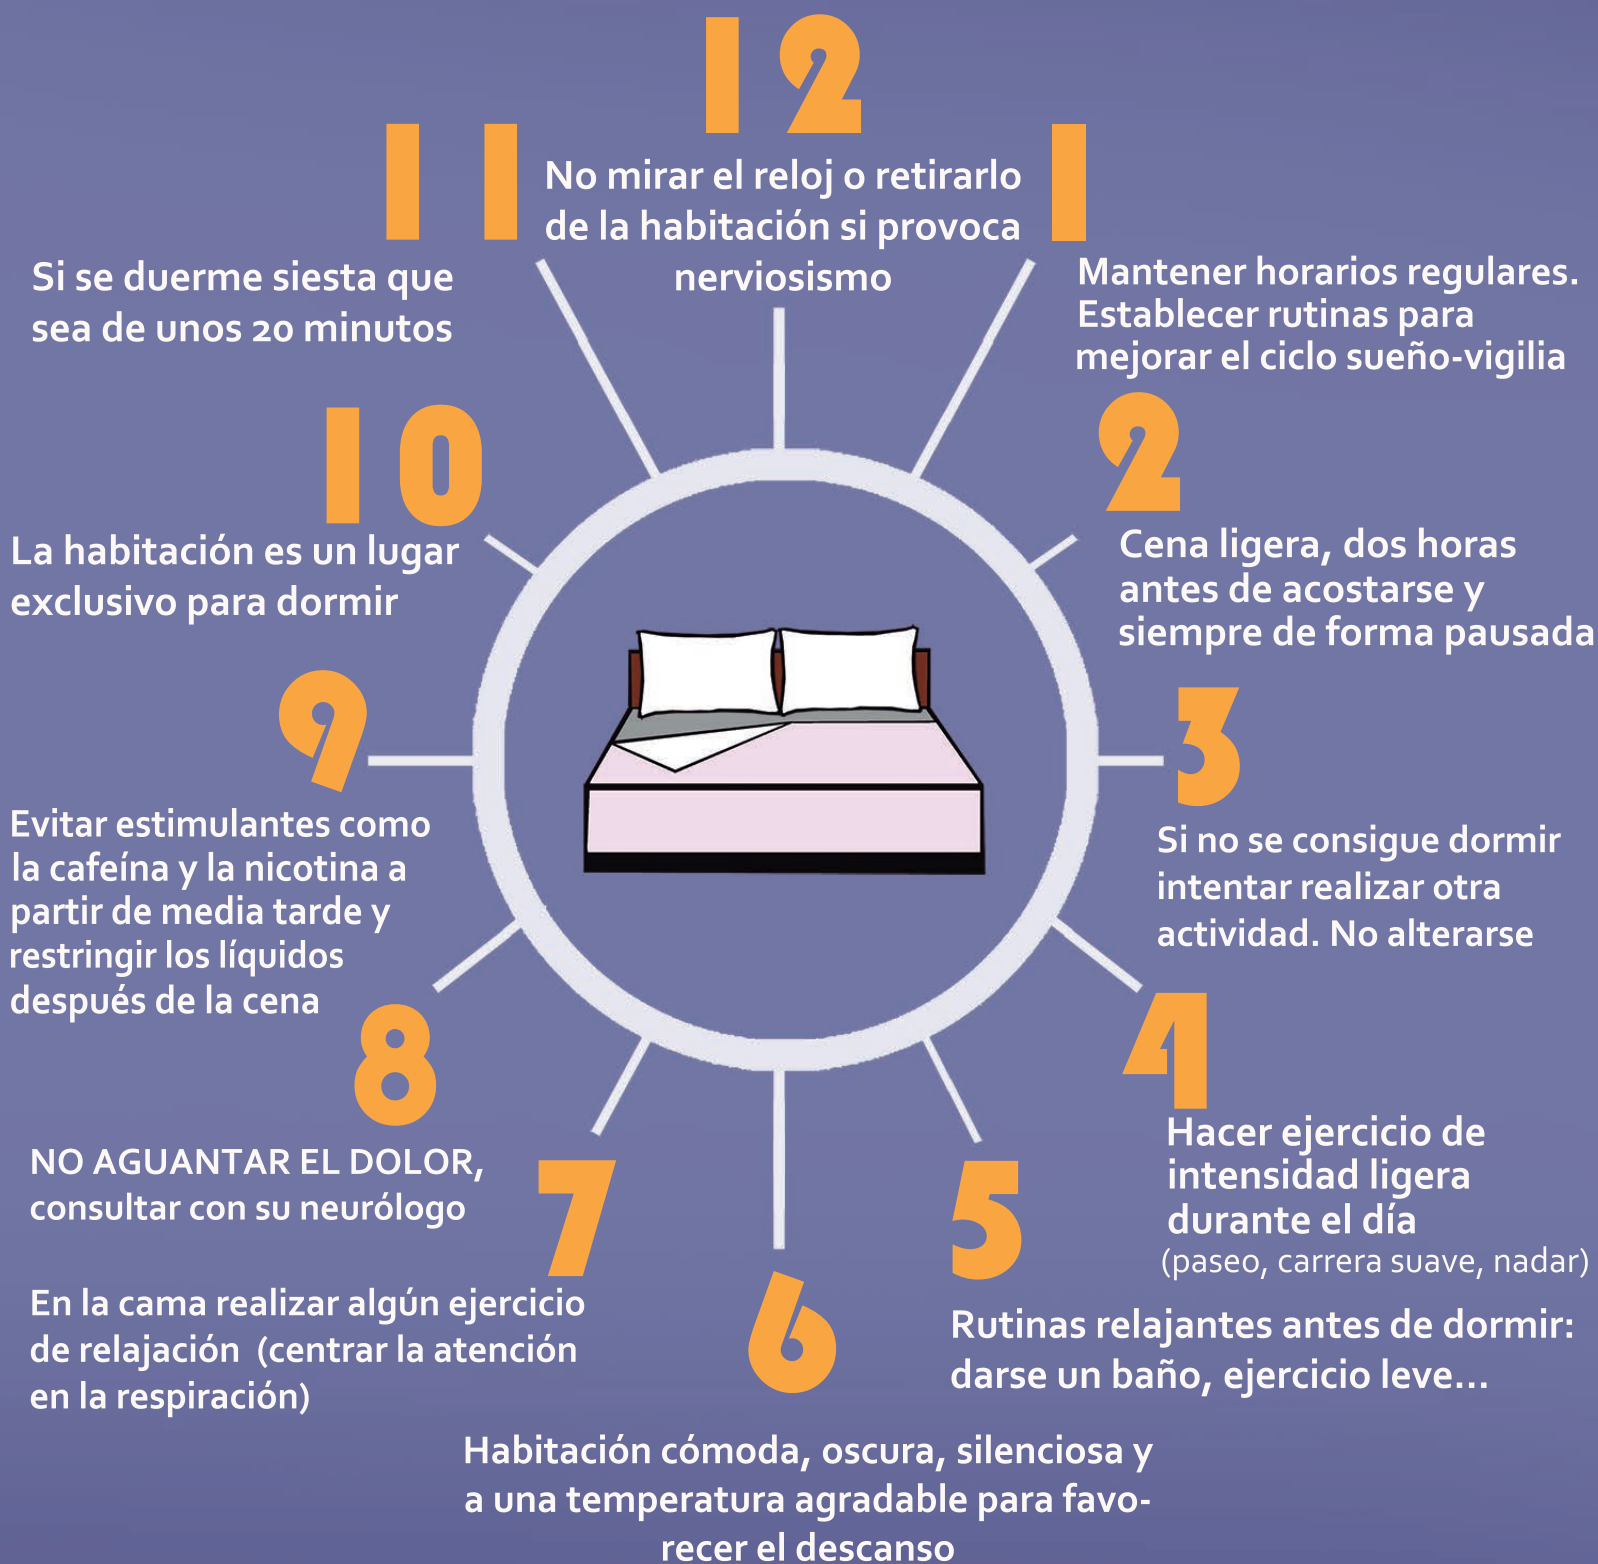 12
No mirar el reloj o retirarlo
de la habitación si provoca
nerviosismo
1
Mantener horarios regulares.
Establecer rutinas para
mejorar el ciclo sueño-vigilia
2
Cena ligera, dos horas
antes de acostarse y
siempre de forma pausada
3
Si no se consigue dormir
intentar realizar otra
actividad. No alterarse
4
Hacer ejercicio de
intensidad ligera
durante el día
(paseo, carrera suave, nadar)
5
Rutinas relajantes antes de dormir:
darse un baño, ejercicio leve...
6
Habitación cómoda, oscura, silenciosa y
a una temperatura agradable para favo-
recer el descanso
7
En la cama realizar algún ejercicio
de relajación (centrar la atención
en la respiración)
8
NO AGUANTAR EL DOLOR,
consultar con su neurólogo
9
Evitar estimulantes como
la cafeína y la nicotina a
partir de media tarde y
restringir los líquidos
después de la cena
10
La habitación es un lugar
exclusivo para dormir
11
Si se duerme siesta que
sea de unos 20 minutos